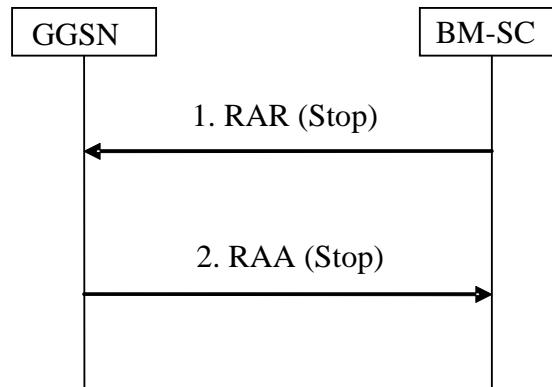 GGSN
BM-SC
1. RAR (Stop)
2. RAA (Stop)